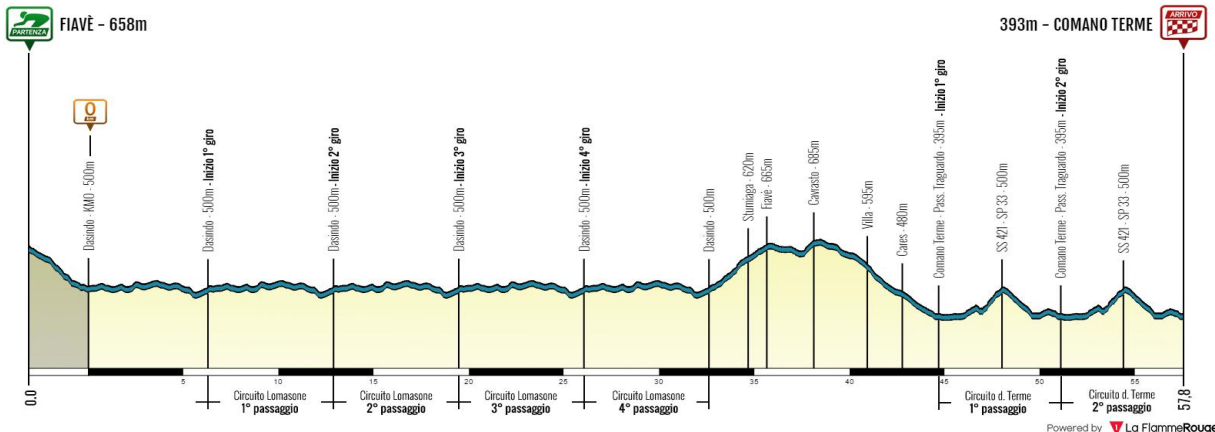 PARTENZA
FIAVÈ - 658m
393m - COMANO TERME
ARRIVO
0
km
Dasindo - KM0 - 500m
Dasindo - 500m - Inizio 1° giro
Dasindo - 500m - Inizio 2° giro
Dasindo - 500m - Inizio 3° giro
Dasindo - 500m - Inizio 4° giro
Dasindo - 500m
Stumiaga - 620m
Fiavè - 665m
Cavrasto - 685m
Villa - 595m
Cares - 480m
Comano Terme - Pass. Traguardo - 395m - Inizio 1° giro
SS 421 - SP 33 - 500m
Comano Terme - Pass. Traguardo - 395m - Inizio 2° giro
SS 421 - SP 33 - 500m
0.0
5
10
15
20
25
30
35
40
45
50
55
57,8
Circuito Lomasone
1° passaggio
Circuito Lomasone
2° passaggio
Circuito Lomasone
3° passaggio
Circuito Lomasone
4° passaggio
Circuito d. Terme
1° passaggio
Circuito d. Terme
2° passaggio
Powered by La FlammeRouge